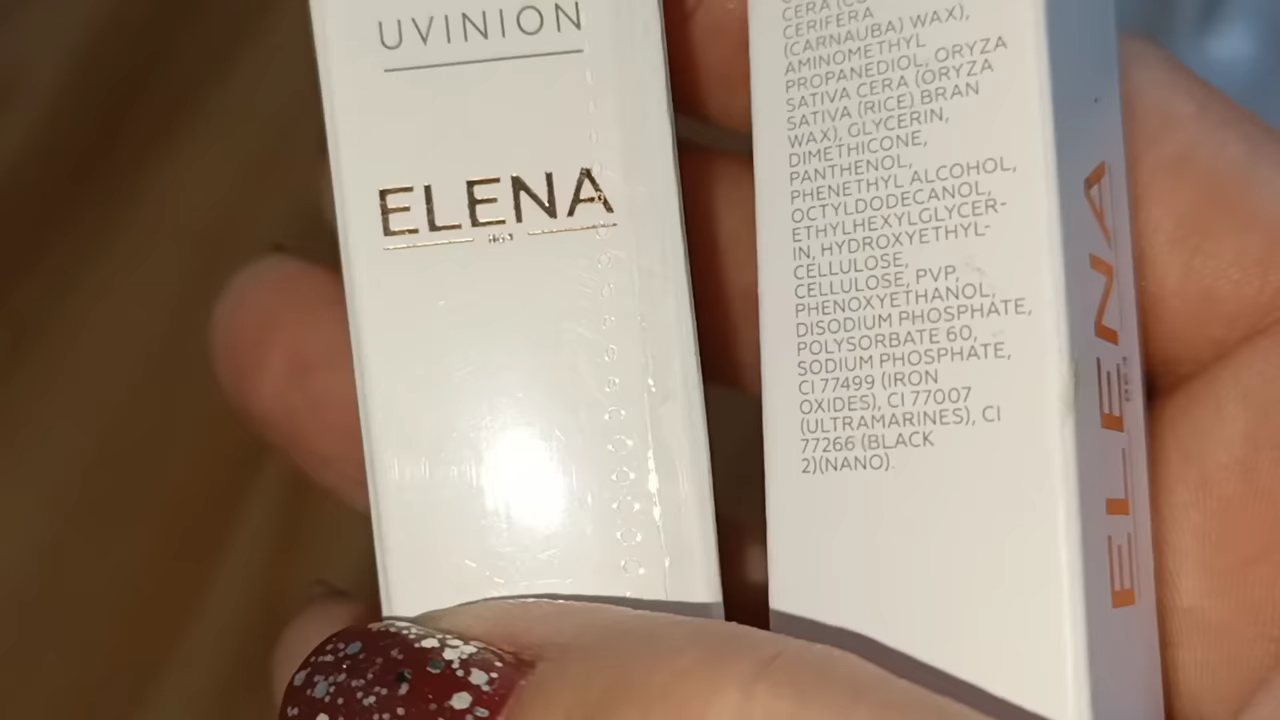 UVINION
ELENA
CERIFERA
(CARNAUBA) WAX),
AMINOMETHYL
PROPANEDIOL, ORYZA
SATIVA CERA (ORYZA
SATIVA (RICE) BRAN
WAX), GLYCERIN,
DIMETHICONE,
PANTHENOL,
PHENETHYL ALCOHOL,
OCTYLDODECANOL,
ETHYLHEXYLGLYCER-
IN, HYDROXYETHYL-
CELLULOSE,
CELLULOSE, PVP,
PHENOXYETHANOL,
DISODIUM PHOSPHATE,
POLYSORBATE 60,
SODIUM PHOSPHATE,
CI 77499 (IRON
OXIDES), CI 77007
(ULTRAMARINES), CI
77266 (BLACK
2)(NANO).
ELENA